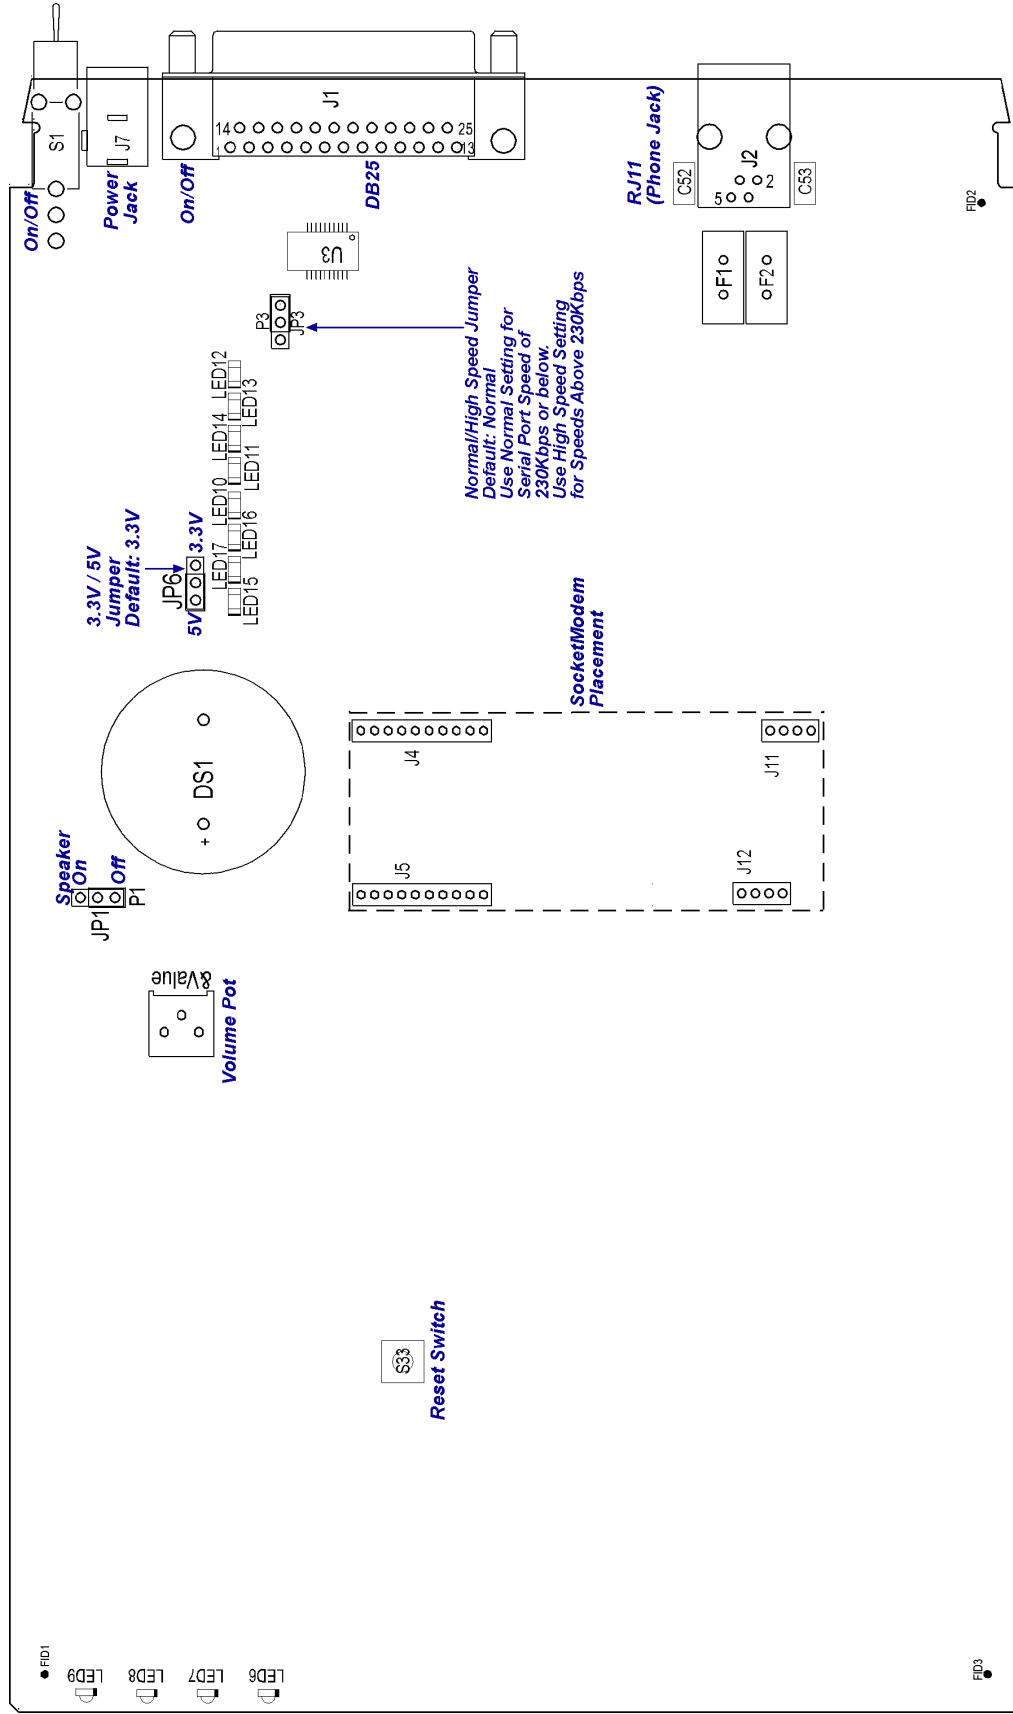 On/Off
S1
J7
Power
Jack
On/Off
J1
14
25
1
13
DB25
RJ11
(Phone Jack)
C52
J2
5
2
C53
FID2
U3
P3
JP3
F1
F2
Normal/High Speed Jumper
Default: Normal
Use Normal Setting for
Serial Port Speed of
230Kbps or below.
Use High Speed Setting
for Speeds Above 230Kbps
LED12
LED13
LED14
LED11
LED10
LED16
LED17
LED15
3.3V / 5V
Jumper
Default: 3.3V
JP6
3.3V
5V
SocketModem
Placement
DS1
+
J4
J11
J5
J12
Speaker
On
Off
JP1
P1
&Value
Volume Pot
S33
Reset Switch
FID1
LED9
LED8
LED7
LED6
FID3